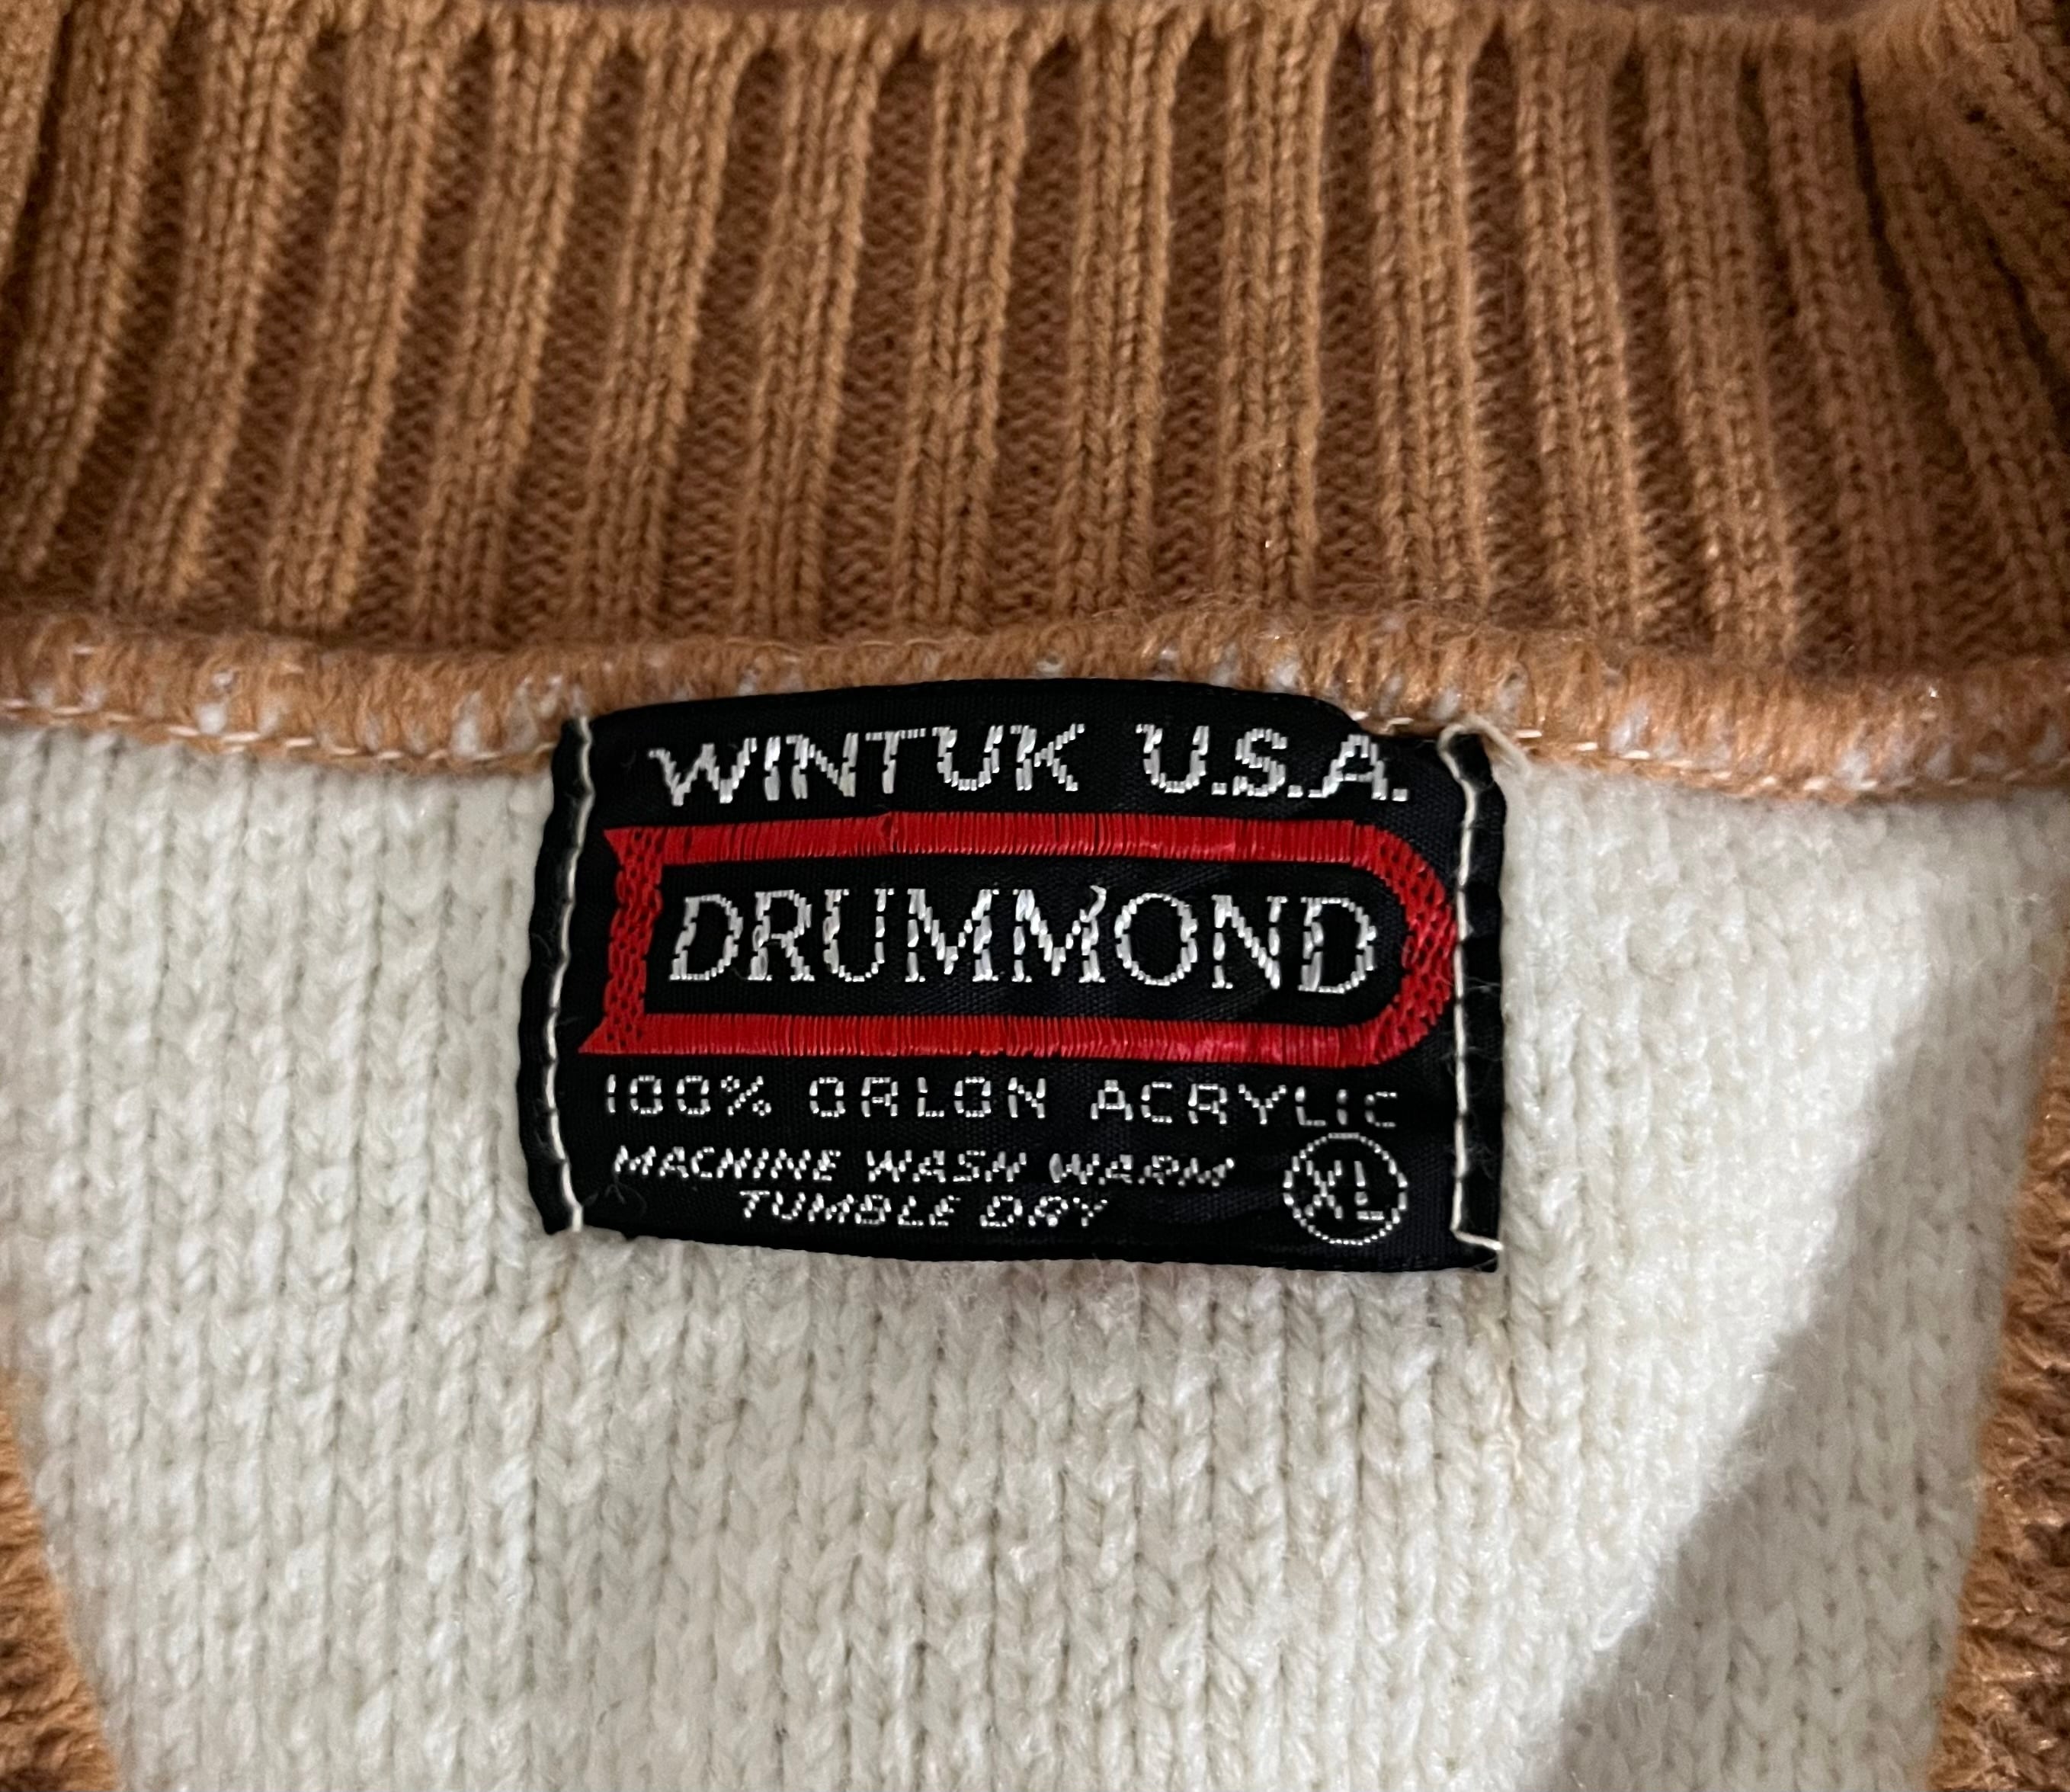 WINTUK U.S.A.
DRUMMOND
100% ORLON ACRYLIC
MACHINE WASH WARM
TUMBLE DRY
XL